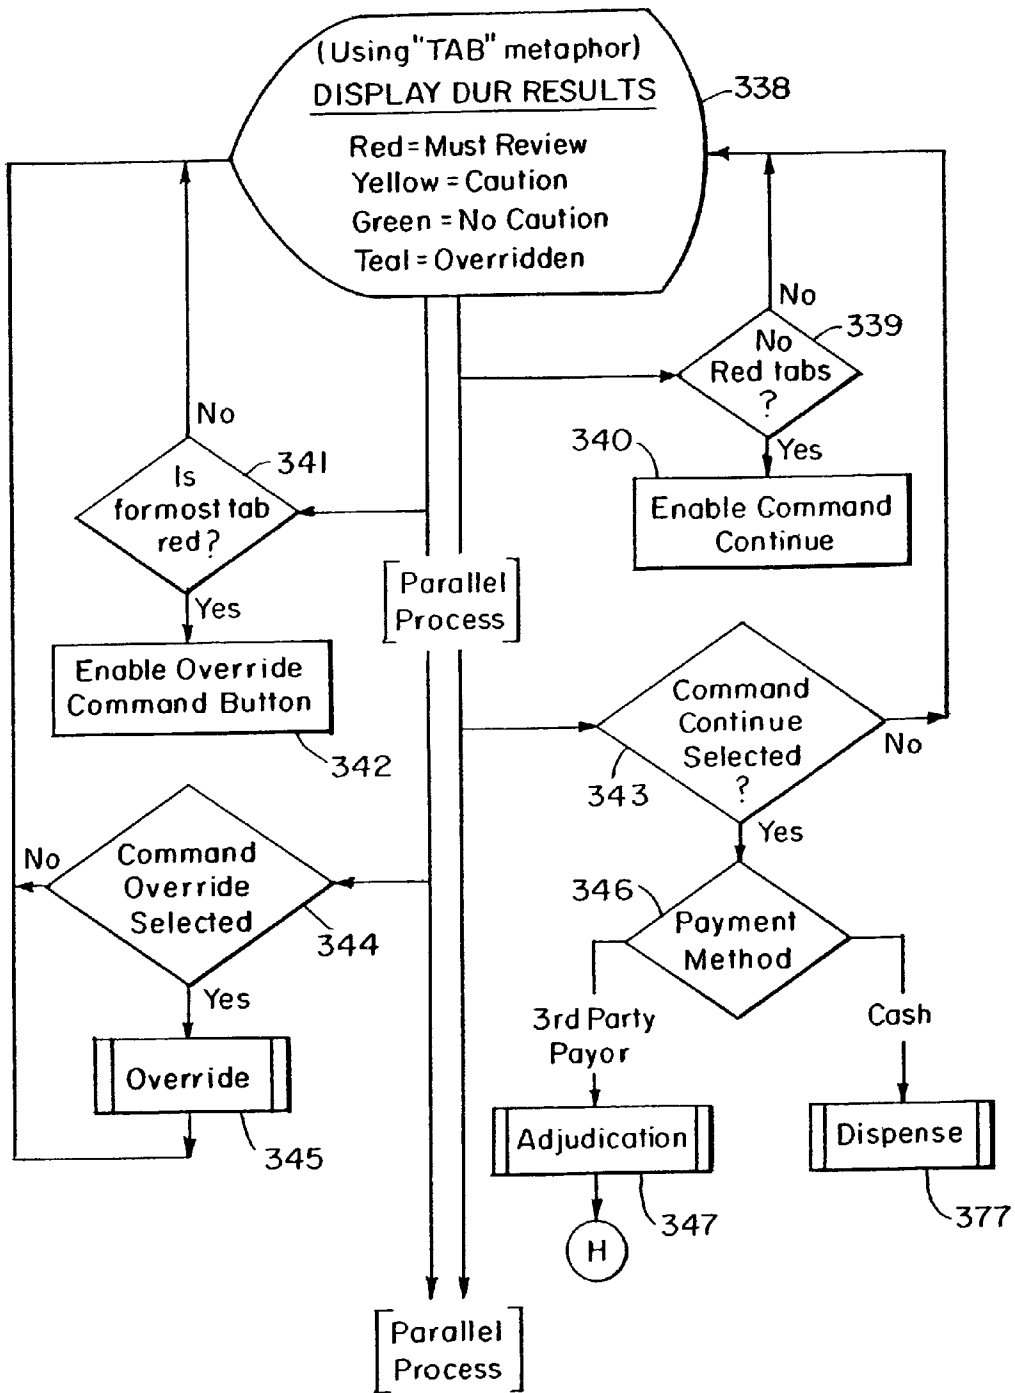 (Using "TAB" metaphor)
DISPLAY DUR RESULTS
Red = Must Review
Yellow = Caution
Green = No Caution
Teal = Overridden
338
No
339
No
Red tabs
?
Yes
340
Enable Command
Continue
No
341
Is
formost tab
red?
Yes
Enable Override
Command Button
342
[Parallel
Process]
Command
Continue
Selected
?
343
No
Yes
No
Command
Override
Selected
344
Yes
Override
345
346
Payment
Method
3rd Party
Payor
Cash
Adjudication
347
Dispense
377
H
[Parallel
Process]